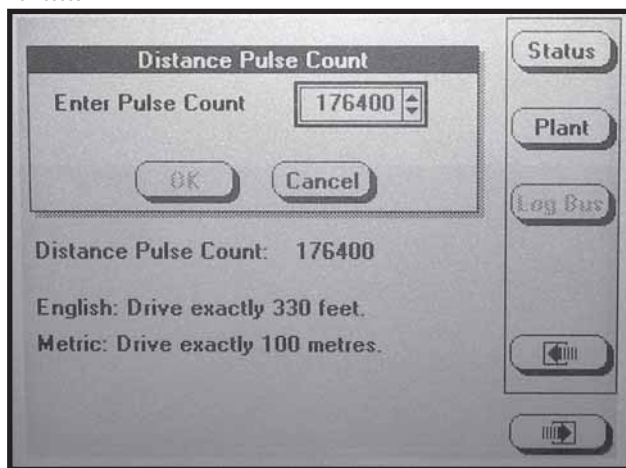 Distance Pulse Count
Enter Pulse Count 176400
OK Cancel
Distance Pulse Count: 176400
English: Drive exactly 330 feet.
Metric: Drive exactly 100 metres.
Status
Plant
Log Bus